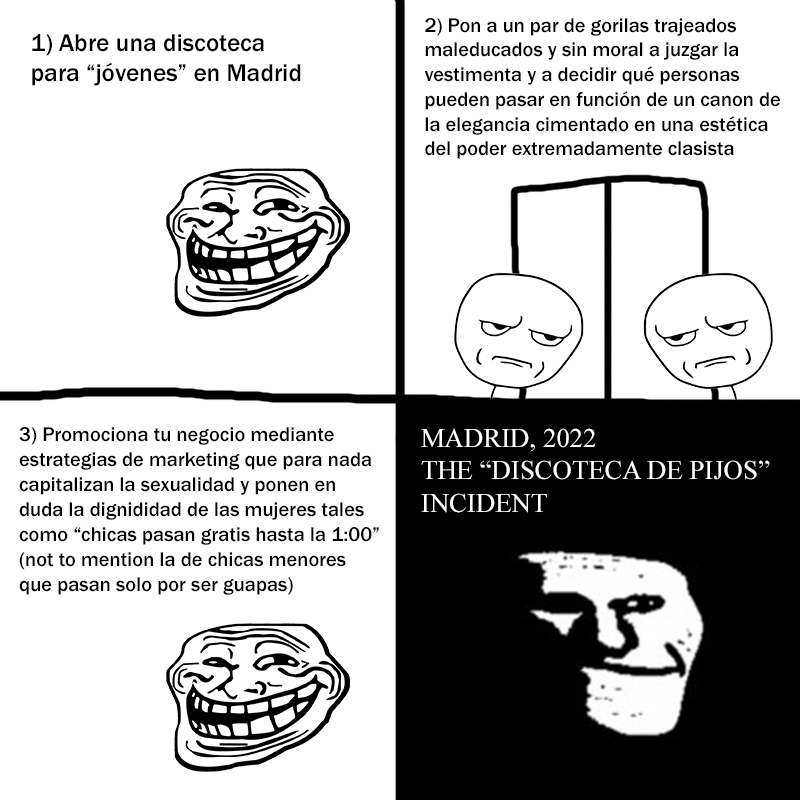 1) Abre una discoteca
para “jóvenes” en Madrid
2) Pon a un par de gorilas trajeados
maleducados y sin moral a juzgar la
vestimenta y a decidir qué personas
pueden pasar en función de un canon de
la elegancia cimentado en una estética
del poder extremadamente clasista
3) Promociona tu negocio mediante
estrategias de marketing que para nada
capitalizan la sexualidad y ponen en
duda la digndidad de las mujeres tales
como “chicas pasan gratis hasta la 1:00”
(not to mention la de chicas menores
que pasan solo por ser guapas)
MADRID, 2022
THE “DISCOTECA DE PIJOS”
INCIDENT